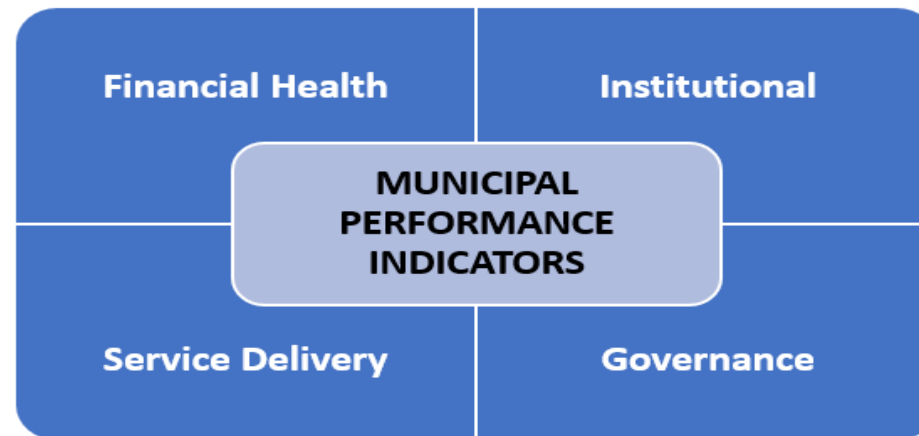 Financial Health
Institutional
MUNICIPAL
PERFORMANCE
INDICATORS
Service Delivery
Governance